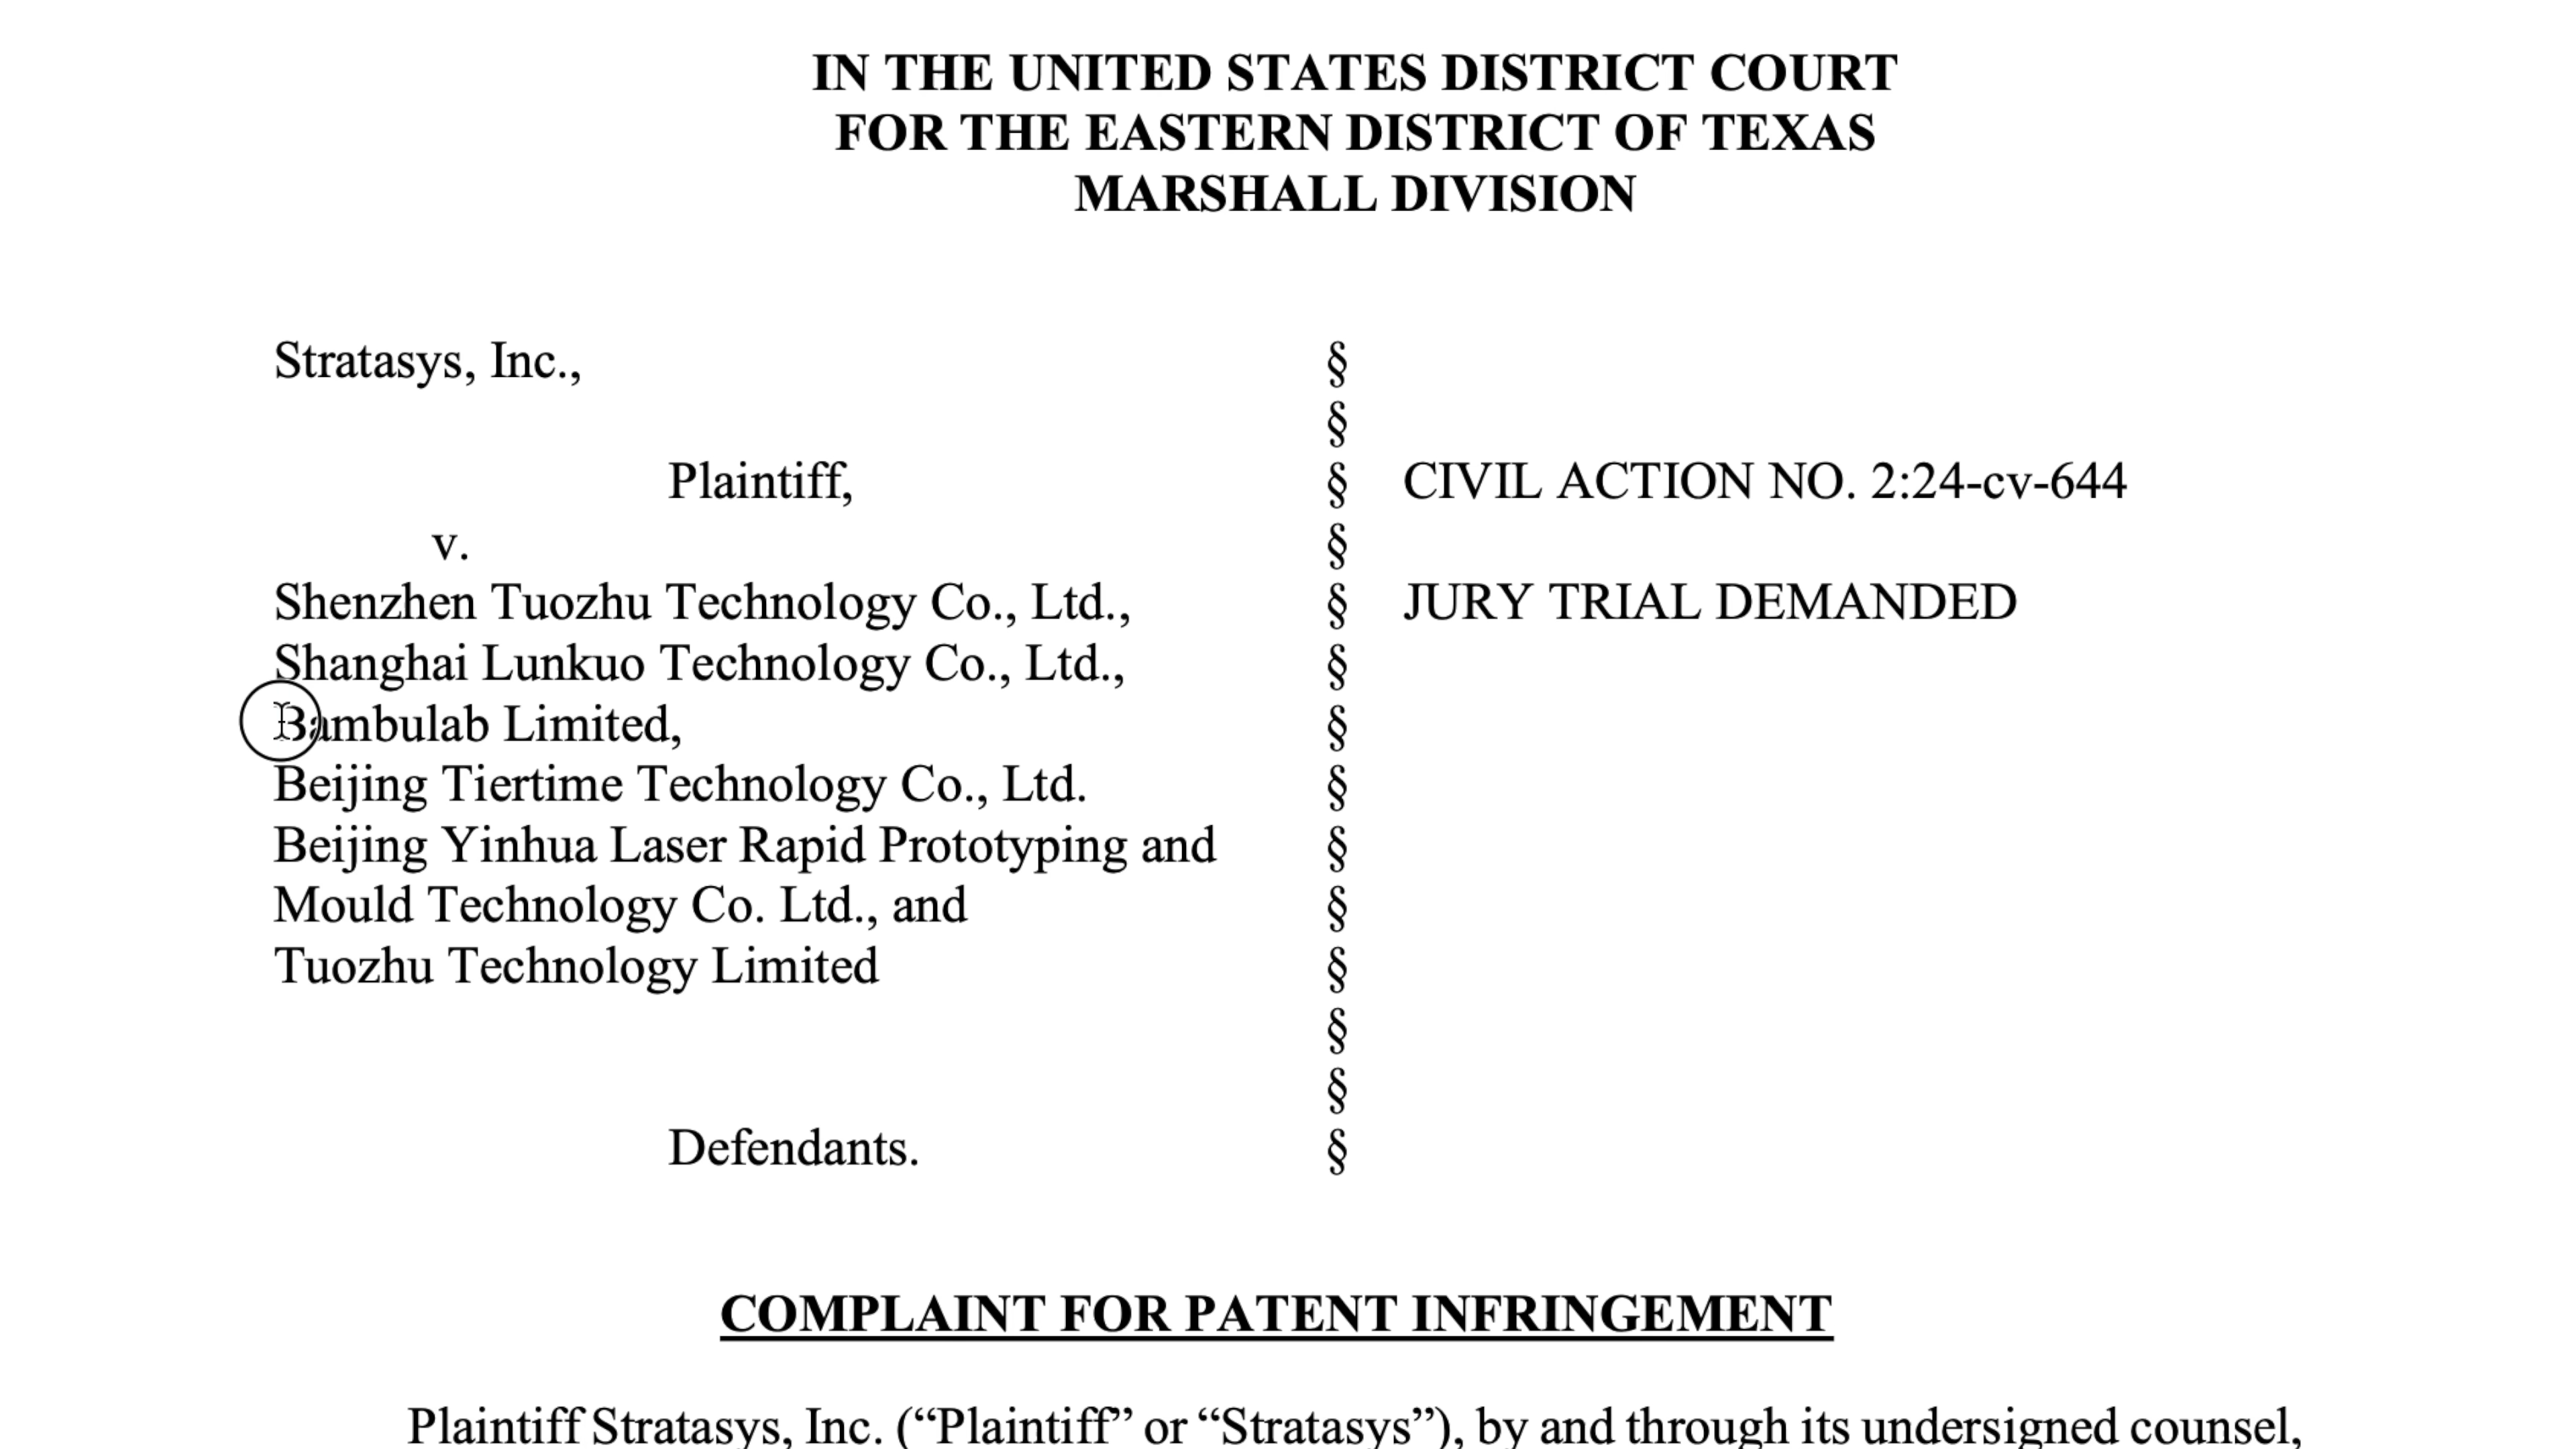 IN THE UNITED STATES DISTRICT COURT
FOR THE EASTERN DISTRICT OF TEXAS
MARSHALL DIVISION
Stratasys, Inc., §
§
Plaintiff, § CIVIL ACTION NO. 2:24-cv-644
v. §
Shenzhen Tuozhu Technology Co., Ltd., § JURY TRIAL DEMANDED
Shanghai Lunkuo Technology Co., Ltd., §
Bambulab Limited, §
Beijing Tiertime Technology Co., Ltd. §
Beijing Yinhua Laser Rapid Prototyping and §
Mould Technology Co. Ltd., and §
Tuozhu Technology Limited §
§
§
Defendants. §
COMPLAINT FOR PATENT INFRINGEMENT
Plaintiff Stratasys, Inc. (“Plaintiff” or “Stratasys”), by and through its undersigned counsel,